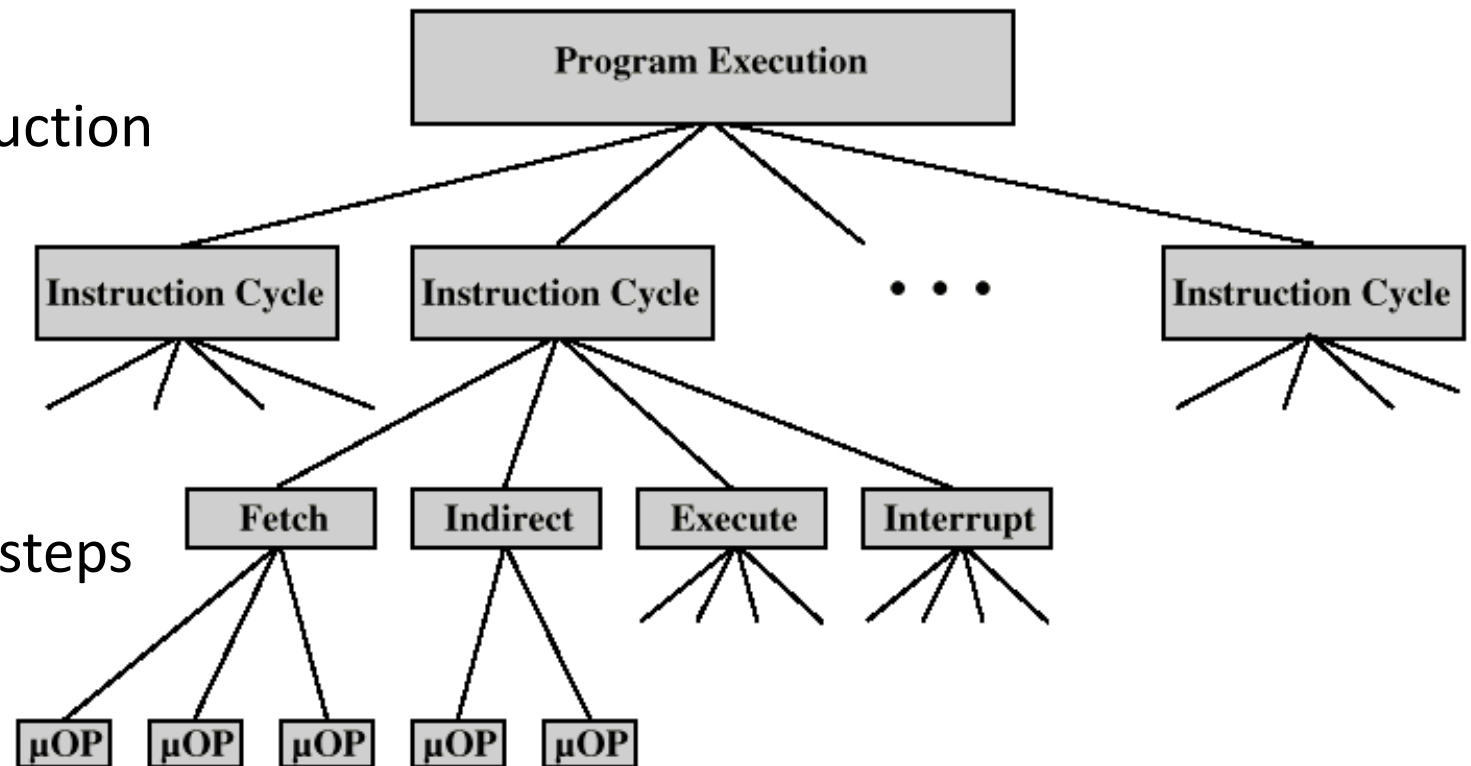 Program Execution
uction
Instruction Cycle Instruction Cycle • • • Instruction Cycle
Fetch Indirect Execute Interrupt
steps
µOP µOP µOP µOP µOP